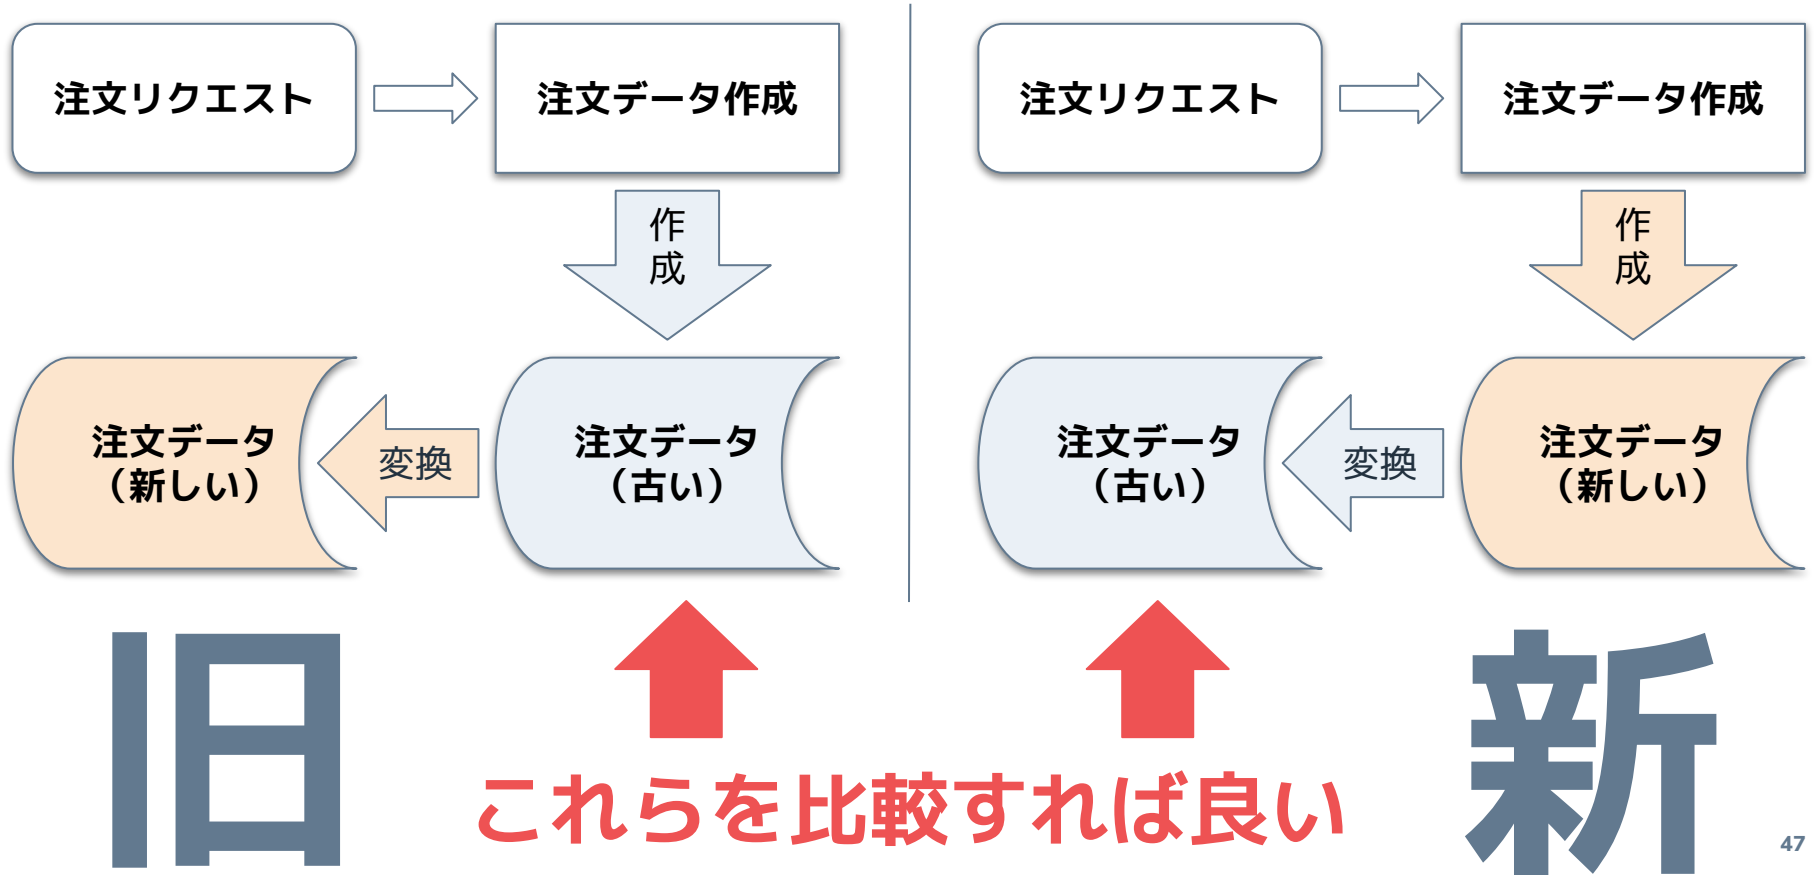 注文リクエスト
注文データ作成
作
成
注文データ
（新しい）
変換
注文データ
（古い）
旧
注文リクエスト
注文データ作成
作
成
注文データ
（古い）
変換
注文データ
（新しい）
新
これらを比較すれば良い
47